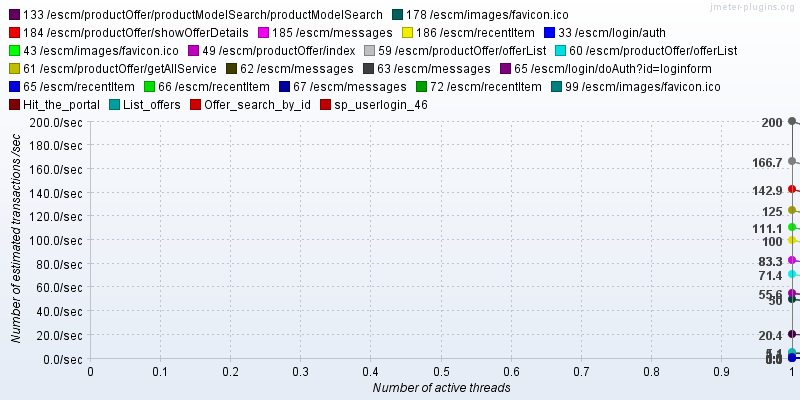 jmeter-plugins.org
133 /escm/productOffer/productModelSearch/productModelSearch 178 /escm/images/favicon.ico
184 /escm/productOffer/showOfferDetails 185 /escm/messages 186 /escm/recentItem 33 /escm/login/auth
43 /escm/images/favicon.ico 49 /escm/productOffer/index 59 /escm/productOffer/offerList 60 /escm/productOffer/offerList
61 /escm/productOffer/getAllService 62 /escm/messages 63 /escm/messages 65 /escm/login/doAuth?id=loginform
65 /escm/recentItem 66 /escm/recentItem 67 /escm/messages 72 /escm/recentItem 99 /escm/images/favicon.ico
Hit_the_portal List_offers Offer_search_by_id sp_userlogin_46
Number of estimated transactions /sec
200.0/sec
180.0/sec
160.0/sec
140.0/sec
120.0/sec
100.0/sec
80.0/sec
60.0/sec
40.0/sec
20.0/sec
0.0/sec
200
166.7
142.9
125
111.1
100
83.3
71.4
55.6
50
20.4
0 0.1 0.2 0.3 0.4 0.5 0.6 0.7 0.8 0.9 1
Number of active threads